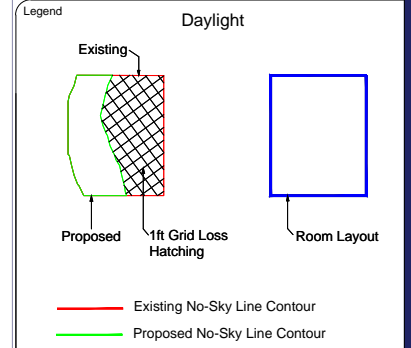 Legend
Daylight
Existing
Proposed
1ft Grid Loss
Hatching
Room Layout
Existing No-Sky Line Contour
Proposed No-Sky Line Contour